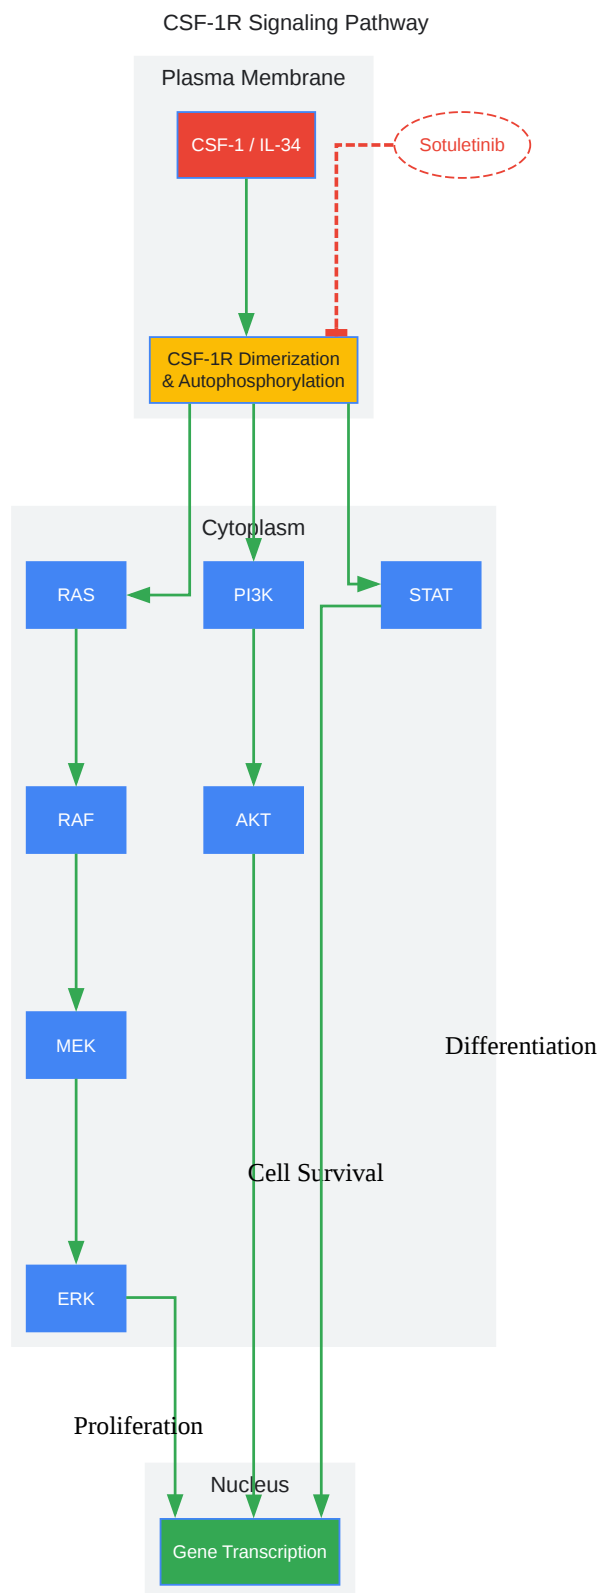 CSF-1R Signaling Pathway
Plasma Membrane
CSF-1 / IL-34
Sotuletinib
CSF-1R Dimerization
& Autophosphorylation
Cytoplasm
RAS
PI3K
STAT
RAF
AKT
MEK
Differentiation
Cell Survival
ERK
Proliferation
Nucleus
Gene Transcription